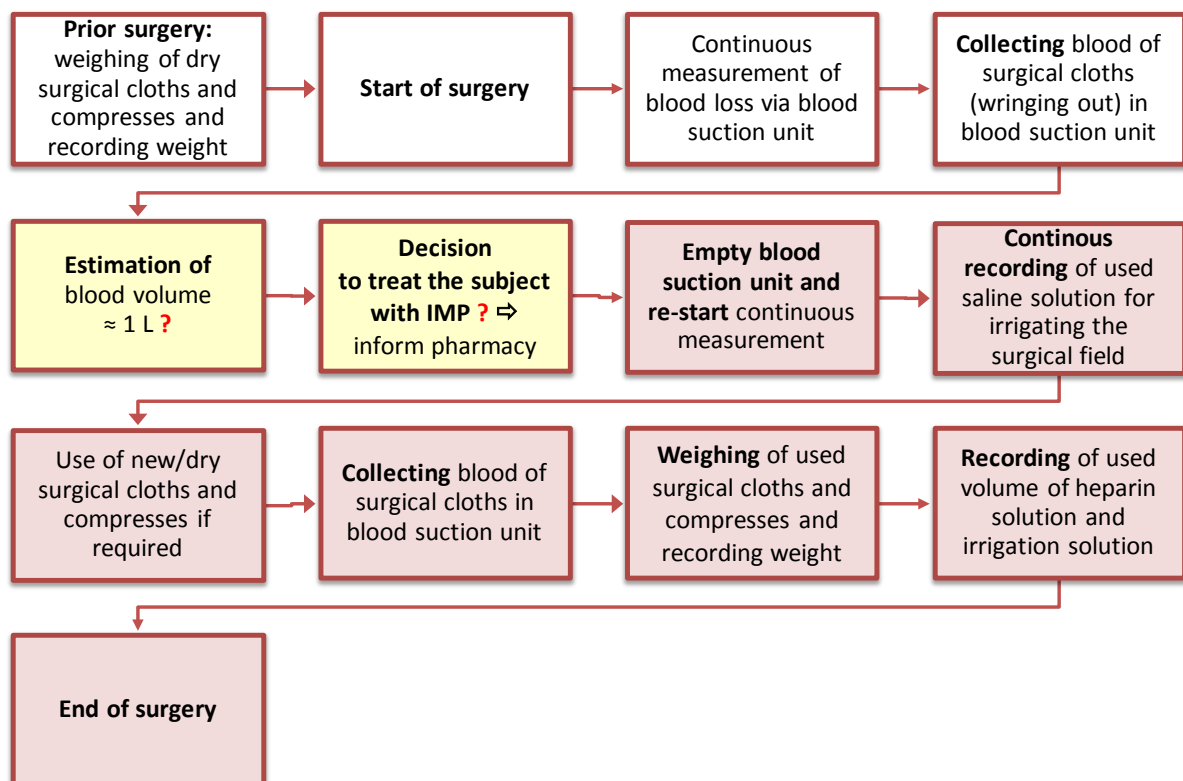 Prior surgery:
weighing of dry
surgical cloths and
compresses and
recording weight
Start of surgery
Continuous
measurement of
blood loss via blood
suction unit
Collecting blood of
surgical cloths
(wringing out) in
blood suction unit
Estimation of
blood volume
≈ 1 L ?
Decision
to treat the subject
with IMP ? ⇨
inform pharmacy
Empty blood
suction unit and
re-start continuous
measurement
Continous
recording of used
saline solution for
irrigating the
surgical field
Use of new/dry
surgical cloths and
compresses if
required
Collecting blood of
surgical cloths in
blood suction unit
Weighing of used
surgical cloths and
compresses and
recording weight
Recording of used
volume of heparin
solution and
irrigation solution
End of surgery